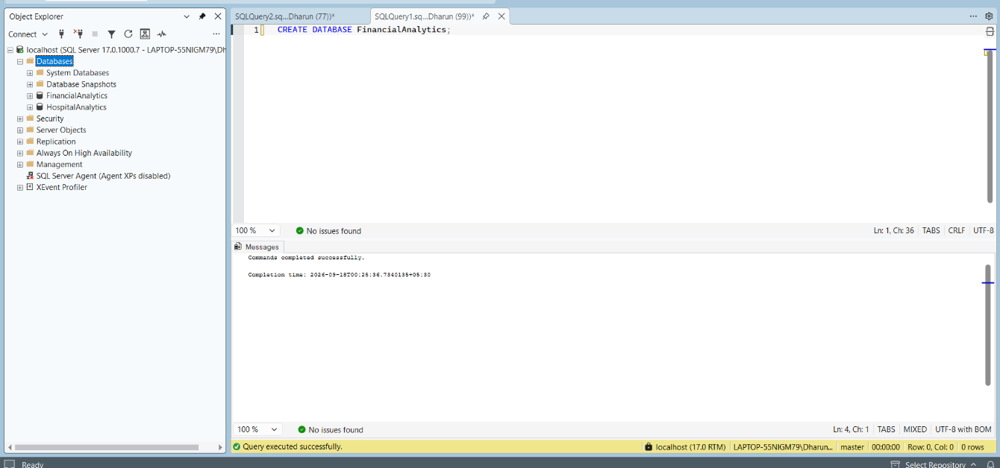 Object Explorer
Connect
localhost (SQL Server 17.0.1000.7 - LAPTOP-55NIGM79\Dh
Databases
System Databases
Database Snapshots
FinancialAnalytics
HospitalAnalytics
Security
Server Objects
Replication
Always On High Availability
Management
SQL Server Agent (Agent XPs disabled)
XEvent Profiler
SQLQuery2.sq...Dharun (77))* SQLQuery1.sq...Dharun (99))*
1 CREATE DATABASE FinancialAnalytics;
100 % No issues found Ln: 1, Ch: 36 TABS CRLF UTF-8
Messages
Commands completed successfully.
Completion time: 2026-09-18T00:25:36.7340135+05:30
100 % No issues found Ln: 4, Ch: 1 TABS MIXED UTF-8 with BOM
Query executed successfully. localhost (17.0 RTM) LAPTOP-55NIGM79\Dharun... master 00:00:00 Row: 0, Col: 0 0 rows
Ready Select Repository